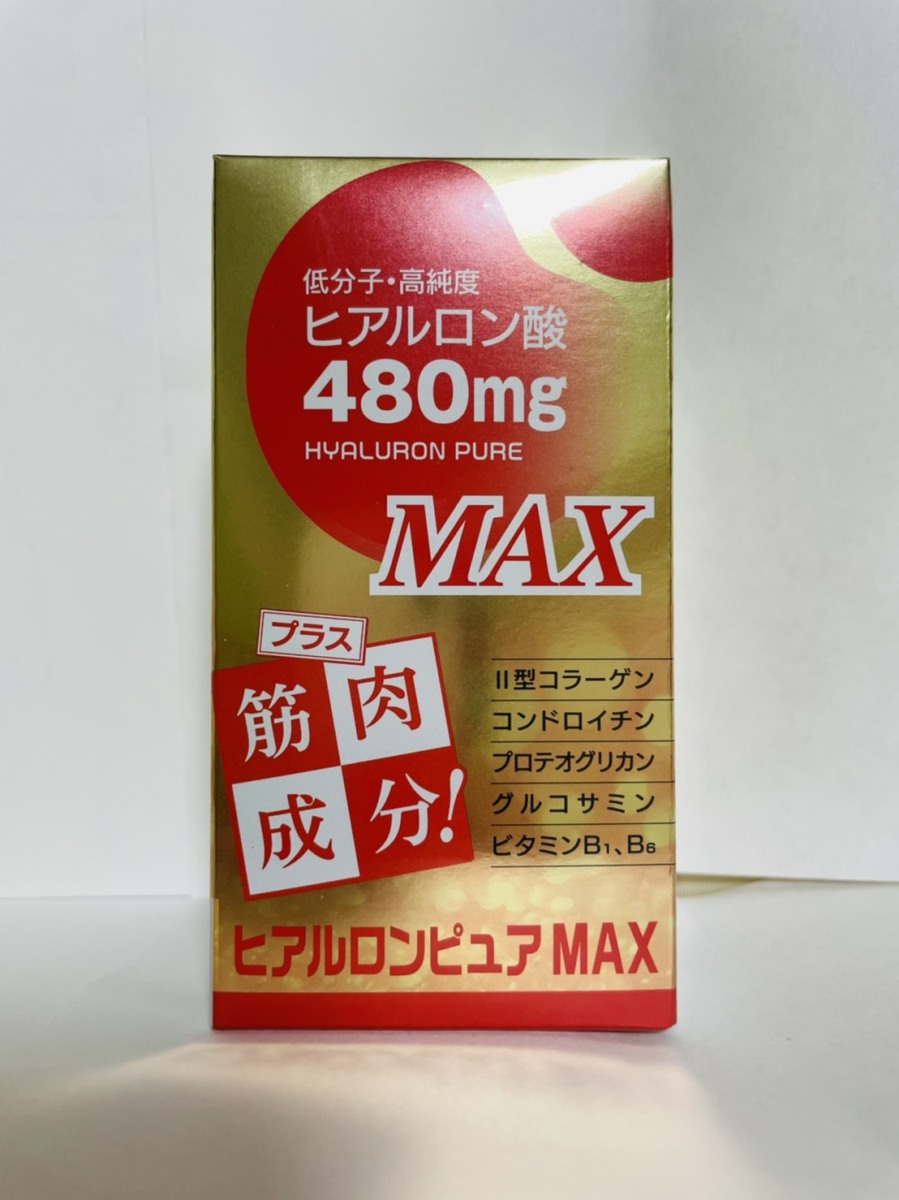 低分子・高純度
ヒアルロン酸
480mg
HYALURON PURE
MAX
プラス
筋肉
成分!
II型コラーゲン
コンドロイチン
プロテオグリカン
グルコサミン
ビタミンB₁、B₆
ヒアルロンピュアMAX